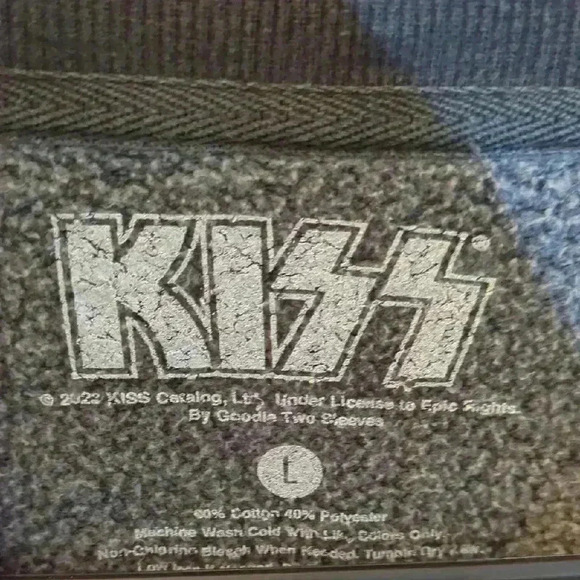 KISS®
© 2023 KISS Catalog, Ltd. Under License to Epic Rights.
By Goodie Two Sleeves
L
60% Cotton 40% Polyester
Machine Wash Cold With Like Colors Only.
Non-Chlorine Bleach When Needed. Tumble Dry Low.